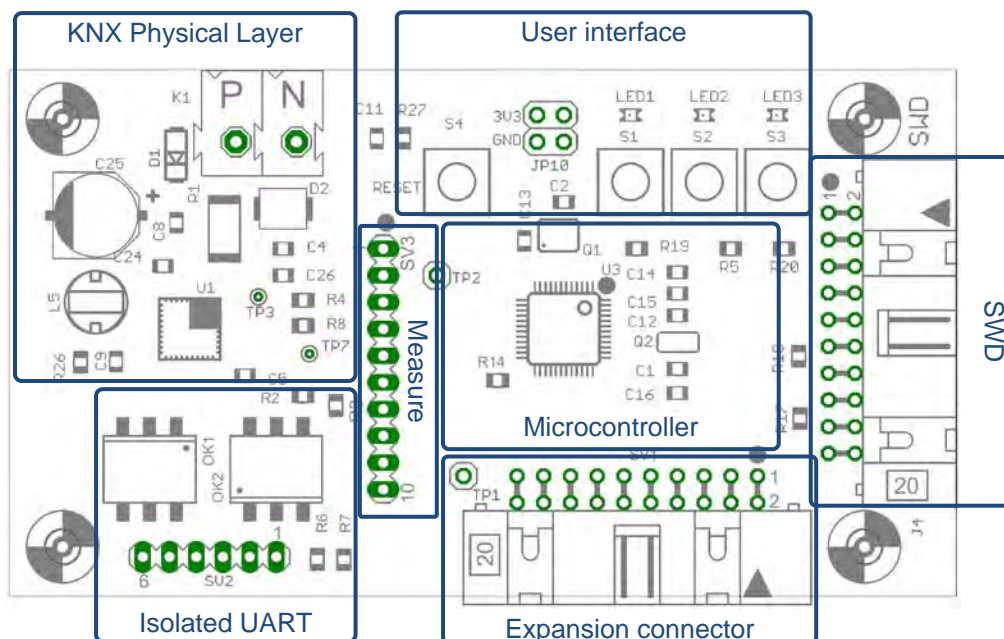 KNX Physical Layer
User interface
K1
P N
C11 R27
S4
3V3
GND
JP10
LED1 LED2 LED3
S1 S2 S3
SWD
D1
C25
R1
D2
RESET
C2
C13
Q1
1 2
C8
C24
C4
C26
SV3
TP2
U3
R19
R5
R20
C14
L5
U1
TP3
R4
R8
C15
C12
Q2
Measure
SWD
TP7
R26
C9
C5
R2
R14
C1
C16
R16
R17
Microcontroller
OK1
OK2
10
SV1
TP1
1
2
20
R6 R7
1
6
SV2
20
J4
Isolated UART
Expansion connector